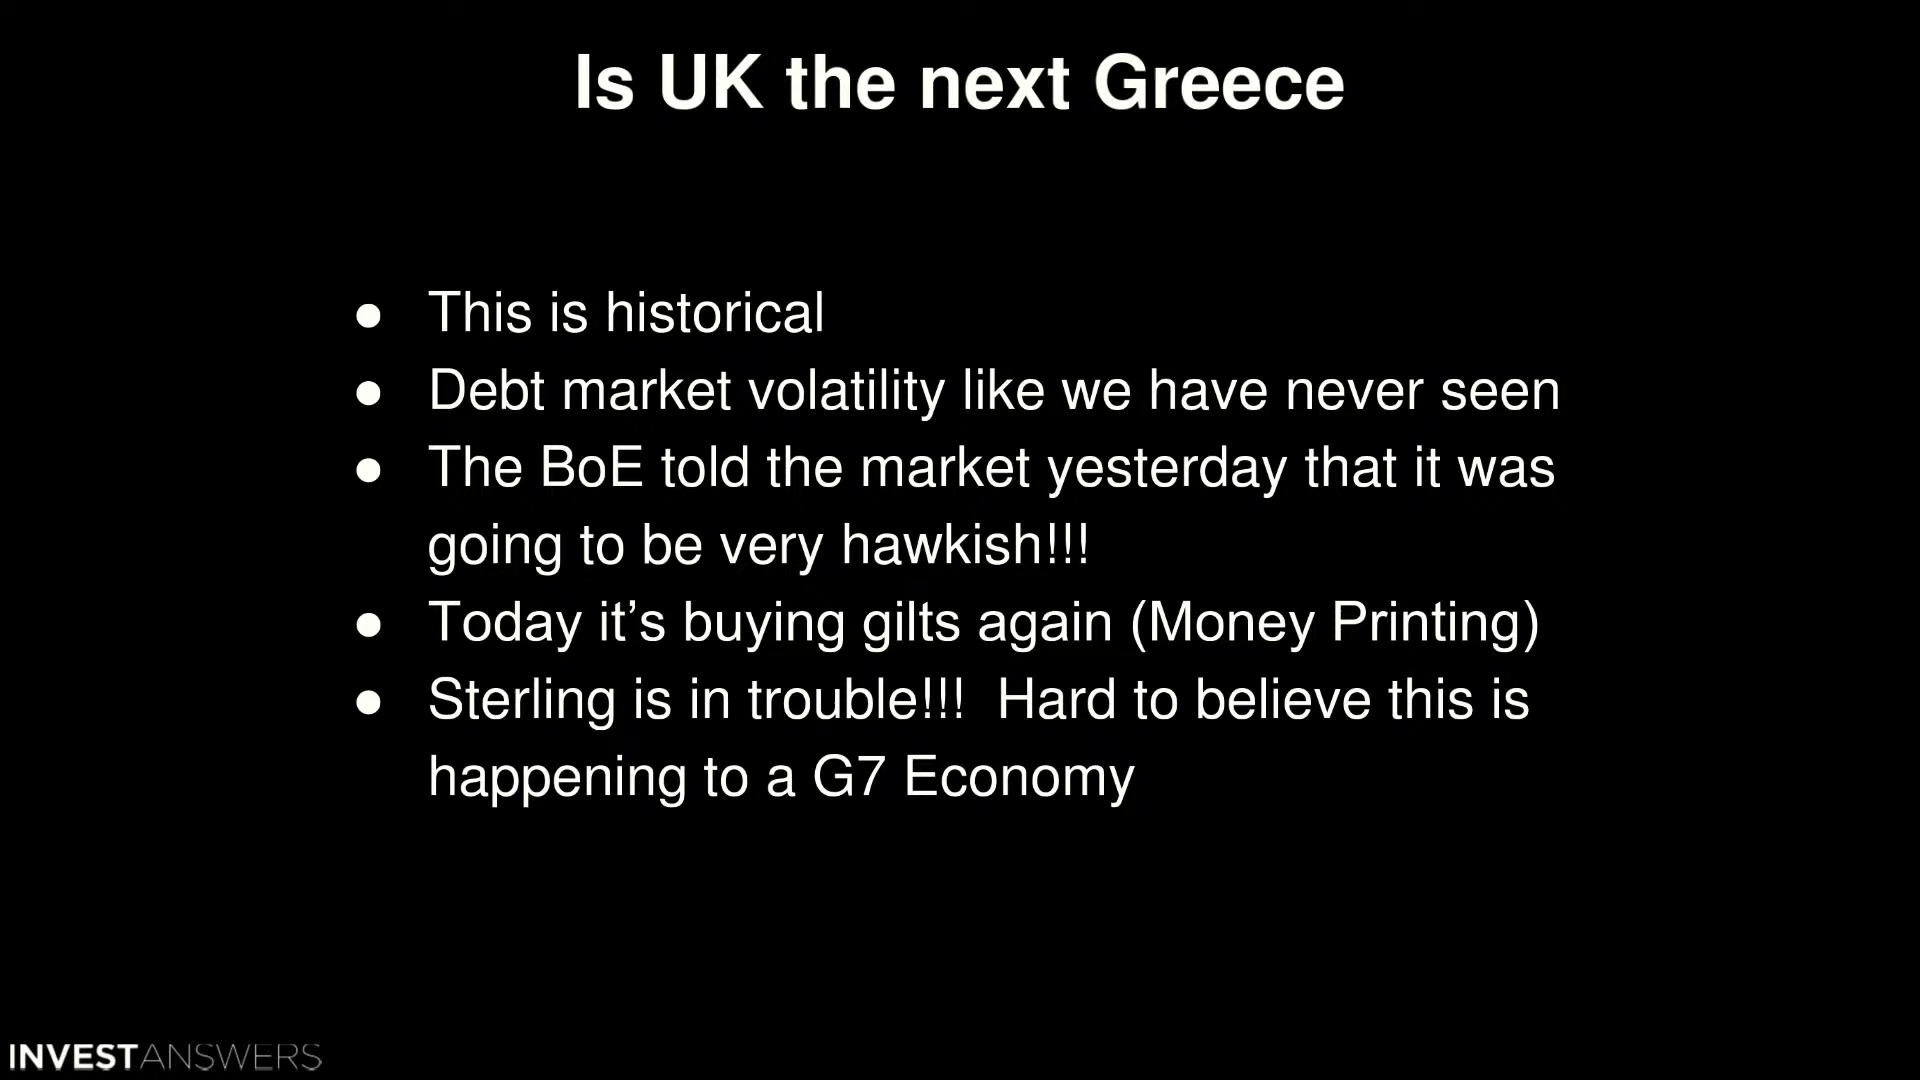 Is UK the next Greece
● This is historical
● Debt market volatility like we have never seen
● The BoE told the market yesterday that it was
going to be very hawkish!!!
● Today it’s buying gilts again (Money Printing)
● Sterling is in trouble!!!  Hard to believe this is
happening to a G7 Economy
INVESTANSWERS